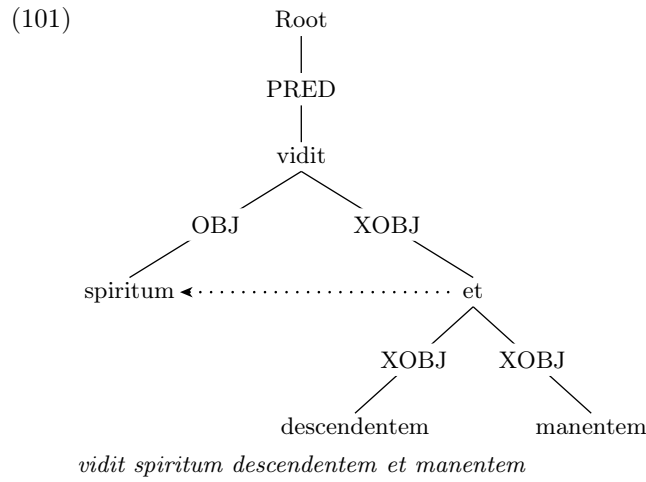 (101)
Root
PRED
vidit
OBJ XOBJ
spiritum et
XOBJ XOBJ
descendentem manentem
vidit spiritum descendentem et manentem